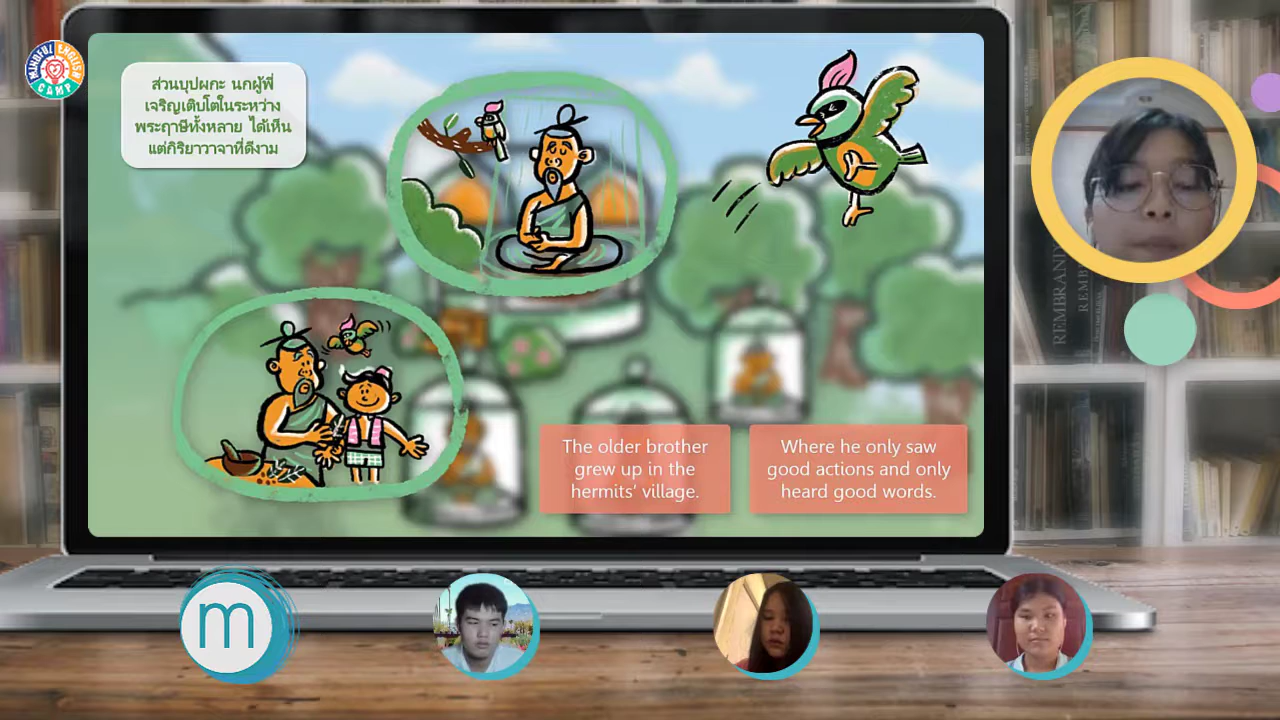 MINDFUL ENGLISH
CAMP
ส่วนบุปผกะ นกผู้พี่
เจริญเติบโตในระหว่าง
พระฤาษีทั้งหลาย ได้เห็น
แต่กิริยาวาจาที่ดีงาม
The older brother
grew up in the
hermits’ village.
Where he only saw
good actions and only
heard good words.
REMBRANDT
m